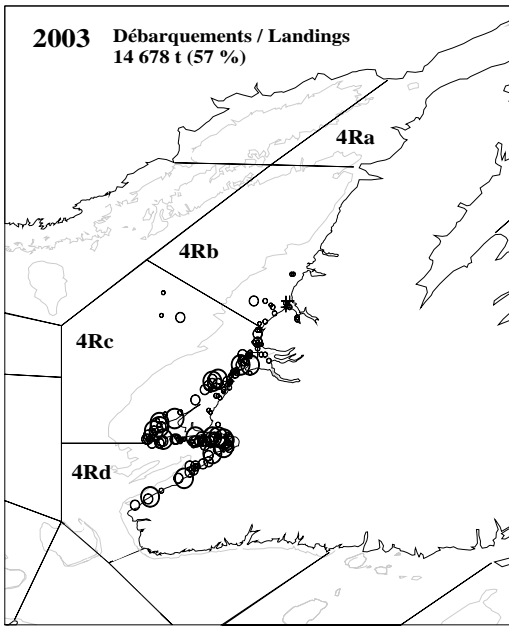 2003 Débarquements / Landings
14 678 t (57 %)
4Ra
4Rb
4Rc
4Rd